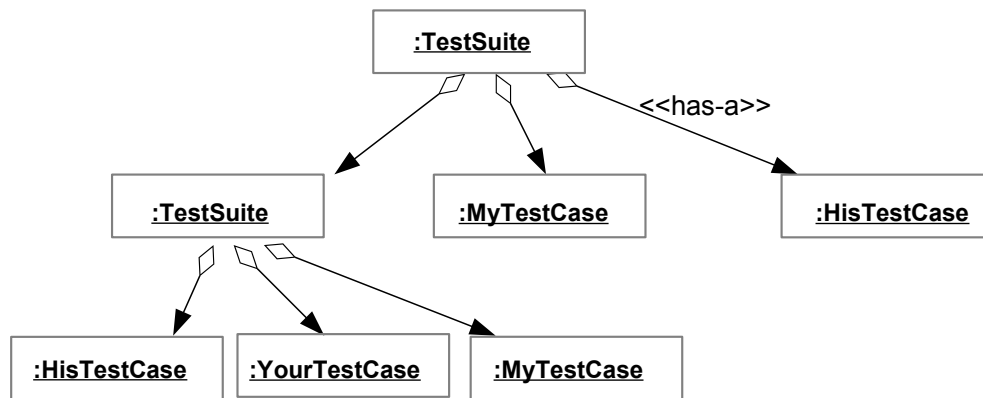 :TestSuite
<<has-a>>
:TestSuite
:MyTestCase
:HisTestCase
:HisTestCase
:YourTestCase
:MyTestCase